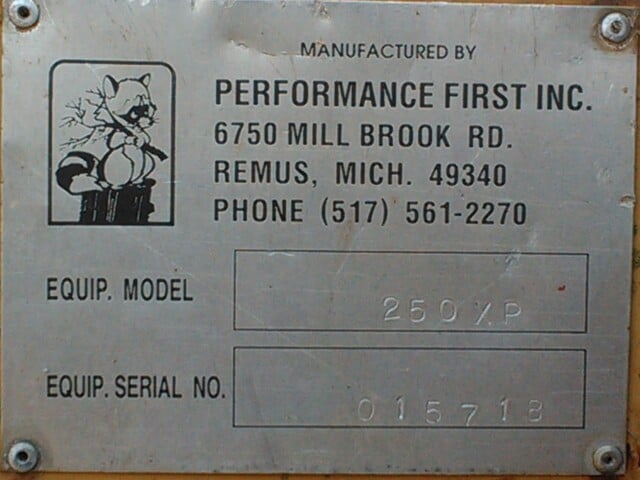 MANUFACTURED BY
PERFORMANCE FIRST INC.
6750 MILL BROOK RD.
REMUS, MICH. 49340
PHONE (517) 561-2270
EQUIP. MODEL 250XP
EQUIP. SERIAL NO. 015718